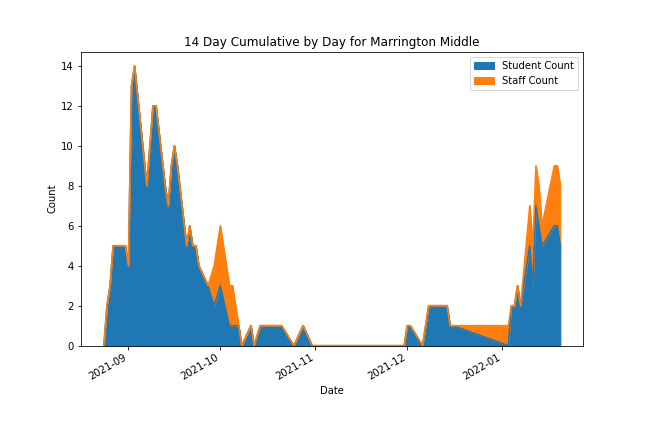 14 Day Cumulative by Day for Marrington Middle
Student Count
Staff Count
14
12
10
8
6
4
2
0
Count
2021-09
2021-10
2021-11
2021-12
2022-01
Date